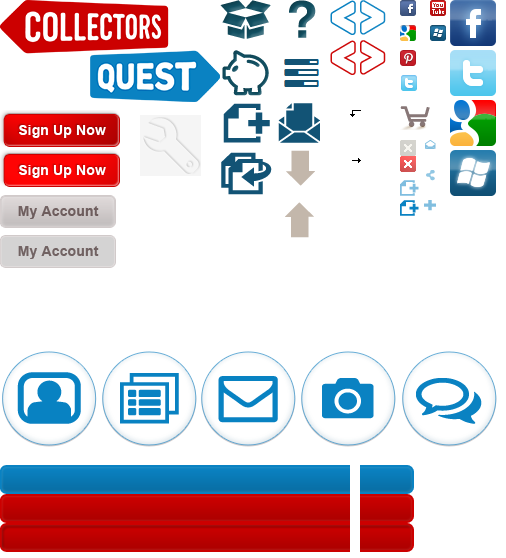 COLLECTORS
QUEST
You
Tube
Sign Up Now
Sign Up Now
My Account
My Account